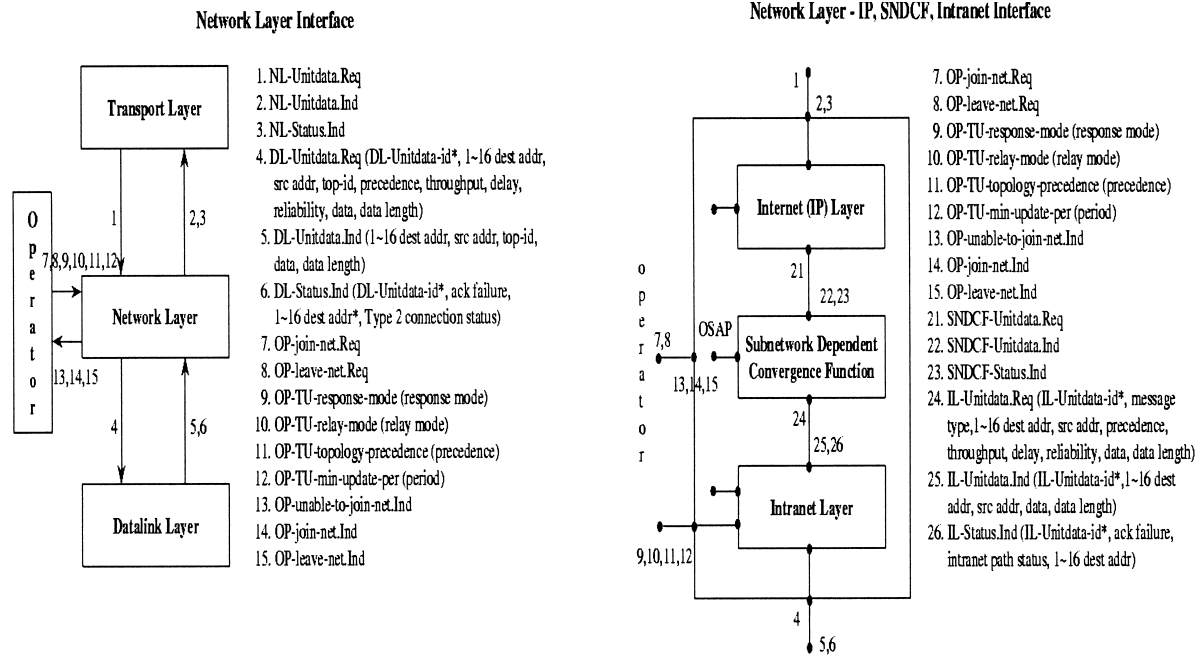 Network Layer Interface
Transport Layer
Operator
1
2,3
7,8,9,10,11,12
Network Layer
13,14,15
4
5,6
Datalink Layer
1. NL-Unitdata.Req
2. NL-Unitdata.Ind
3. NL-Status.Ind
4. DL-Unitdata.Req (DL-Unitdata-id*, 1~16 dest addr,
src addr, top-id, precedence, throughput, delay,
reliability, data, data length)
5. DL-Unitdata.Ind (1~16 dest addr, src addr, top-id,
data, data length)
6. DL-Status.Ind (DL-Unitdata-id*, ack failure,
1~16 dest addr*, Type 2 connection status)
7. OP-join-net.Req
8. OP-leave-net.Req
9. OP-TU-response-mode (response mode)
10. OP-TU-relay-mode (relay mode)
11. OP-TU-topology-precedence (precedence)
12. OP-TU-min-update-per (period)
13. OP-unable-to-join-net.Ind
14. OP-join-net.Ind
15. OP-leave-net.Ind
Network Layer - IP, SNDCF, Intranet Interface
1
2,3
Internet (IP) Layer
21
22,23
operator
OSAP
7,8
13,14,15
Subnetwork Dependent
Convergence Function
24
25,26
Intranet Layer
9,10,11,12
4
5,6
7. OP-join-net.Req
8. OP-leave-net.Req
9. OP-TU-response-mode (response mode)
10. OP-TU-relay-mode (relay mode)
11. OP-TU-topology-precedence (precedence)
12. OP-TU-min-update-per (period)
13. OP-unable-to-join-net.Ind
14. OP-join-net.Ind
15. OP-leave-net.Ind
21. SNDCF-Unitdata.Req
22. SNDCF-Unitdata.Ind
23. SNDCF-Status.Ind
24. IL-Unitdata.Req (IL-Unitdata-id*, message
type,1~16 dest addr, src addr, precedence,
throughput, delay, reliability, data, data length)
25. IL-Unitdata.Ind (IL-Unitdata-id*,1~16 dest
addr, src addr, data, data length)
26. IL-Status.Ind (IL-Unitdata-id*, ack failure,
intranet path status, 1~16 dest addr)